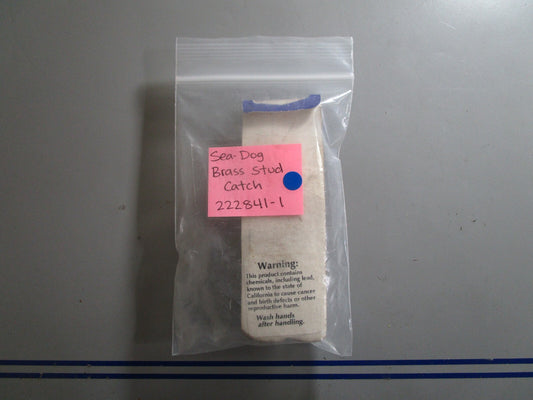 Sea-Dog
Brass Stud
Catch
222841-1
Warning:
This product contains
chemicals, including lead,
known to the state of
California to cause cancer
and birth defects or other
reproductive harm.
Wash hands
after handling.